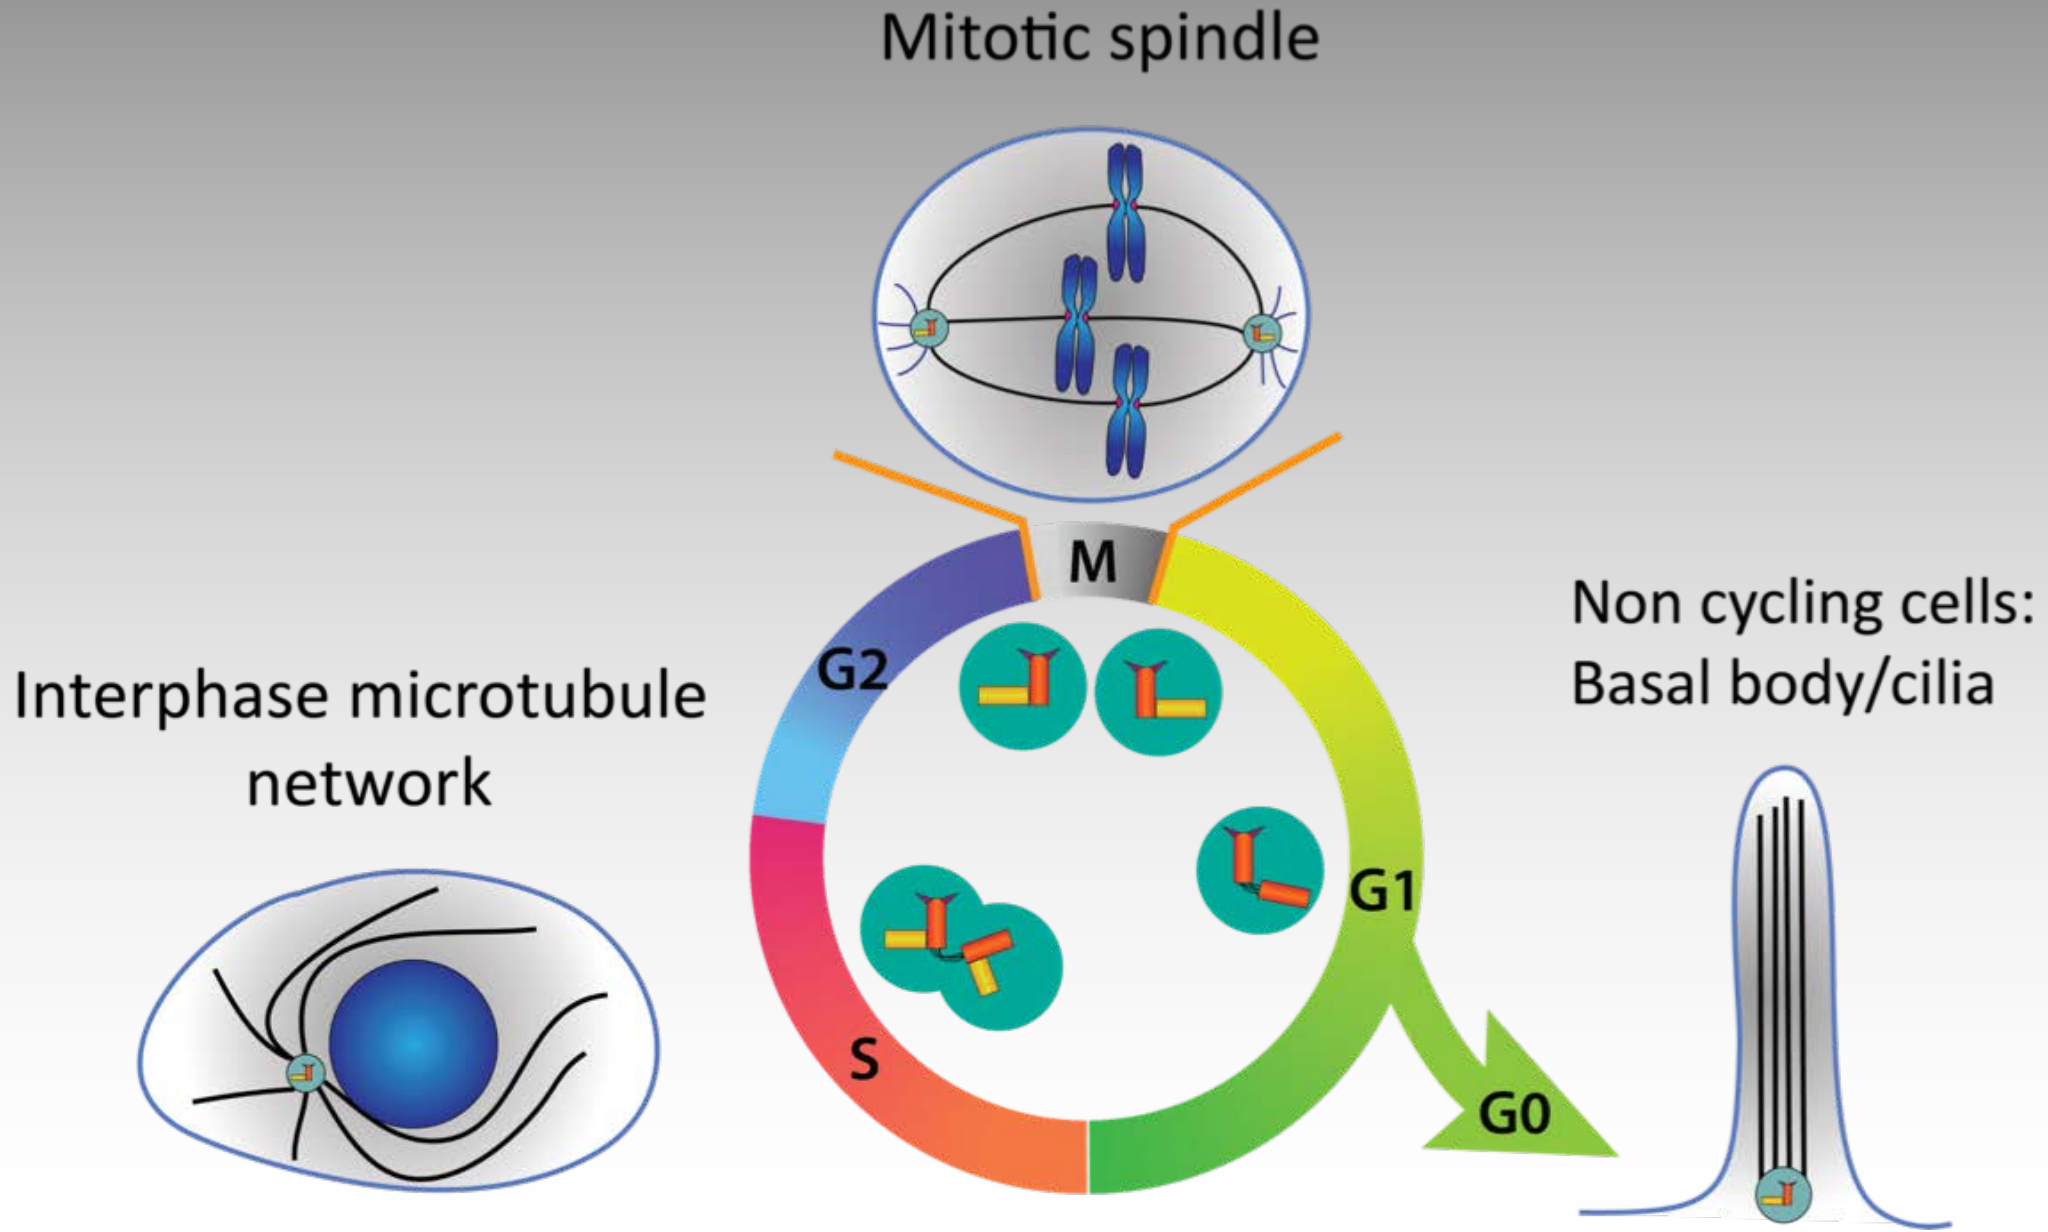 Mitotic spindle
M
G2
Non cycling cells:
Basal body/cilia
Interphase microtubule
network
G1
S
G0